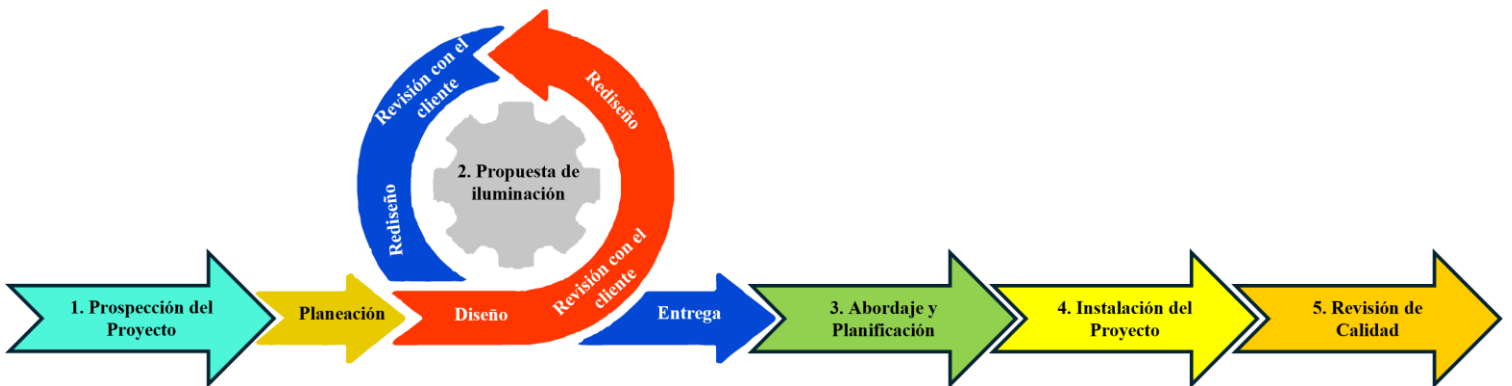 1. Prospección del
Proyecto
Planeación
Diseño
Revisión con el
cliente
Rediseño
Revisión con el
cliente
Rediseño
2. Propuesta de
iluminación
Entrega
3. Abordaje y
Planificación
4. Instalación del
Proyecto
5. Revisión de
Calidad